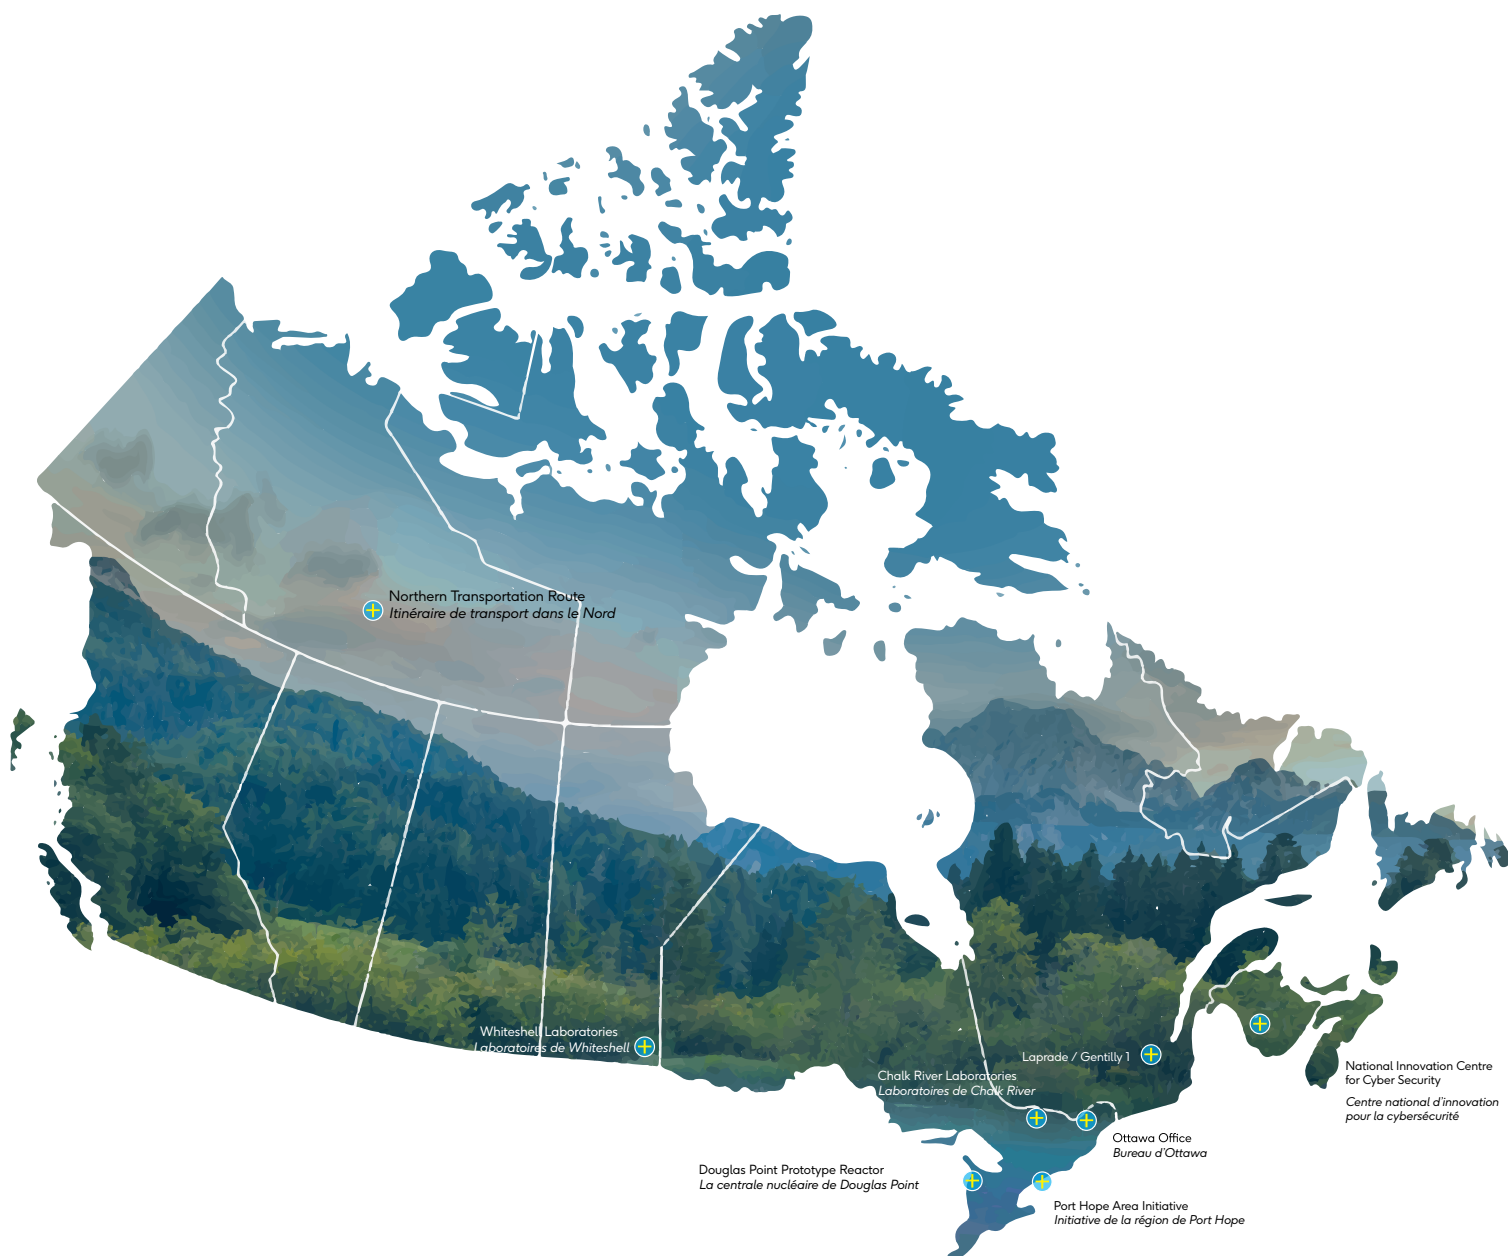 Northern Transportation Route
Itinéraire de transport dans le Nord
Whiteshell Laboratories
Laboratoires de Whiteshell
Laprade / Gentilly 1
Chalk River Laboratories
Laboratoires de Chalk River
National Innovation Centre
for Cyber Security
Centre national d'innovation
pour la cybersécurité
Ottawa Office
Bureau d'Ottawa
Douglas Point Prototype Reactor
La centrale nucléaire de Douglas Point
Port Hope Area Initiative
Initiative de la région de Port Hope